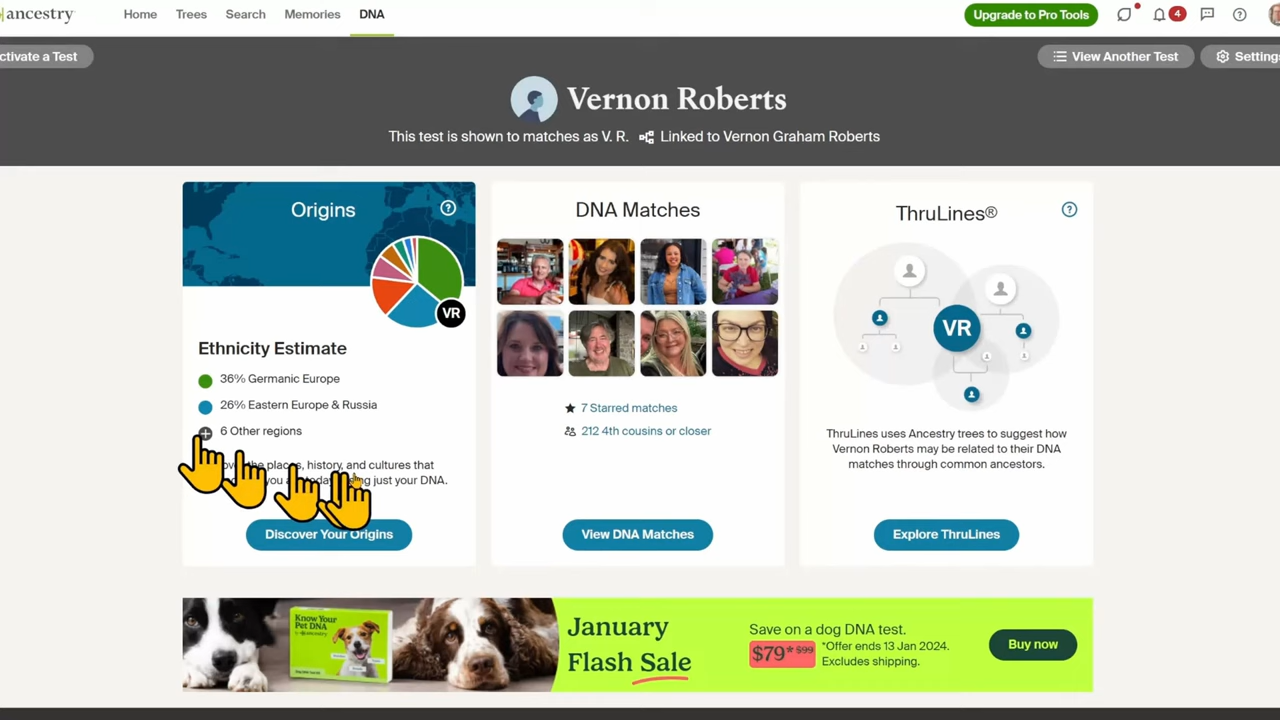 ancestry
Home Trees Search Memories DNA
Upgrade to Pro Tools
4
ctivate a Test
View Another Test
Setting
Vernon Roberts
This test is shown to matches as V. R. Linked to Vernon Graham Roberts
Origins
VR
Ethnicity Estimate
36% Germanic Europe
26% Eastern Europe & Russia
6 Other regions
the places, history, and cultures that
you today just your DNA.
Discover Your Origins
DNA Matches
7 Starred matches
212 4th cousins or closer
View DNA Matches
ThruLines®
VR
ThruLines uses Ancestry trees to suggest how
Vernon Roberts may be related to their DNA
matches through common ancestors.
Explore ThruLines
Know Your
Pet DNA
by ancestry
January
Flash Sale
Save on a dog DNA test.
$79* $99
*Offer ends 13 Jan 2024.
Excludes shipping.
Buy now